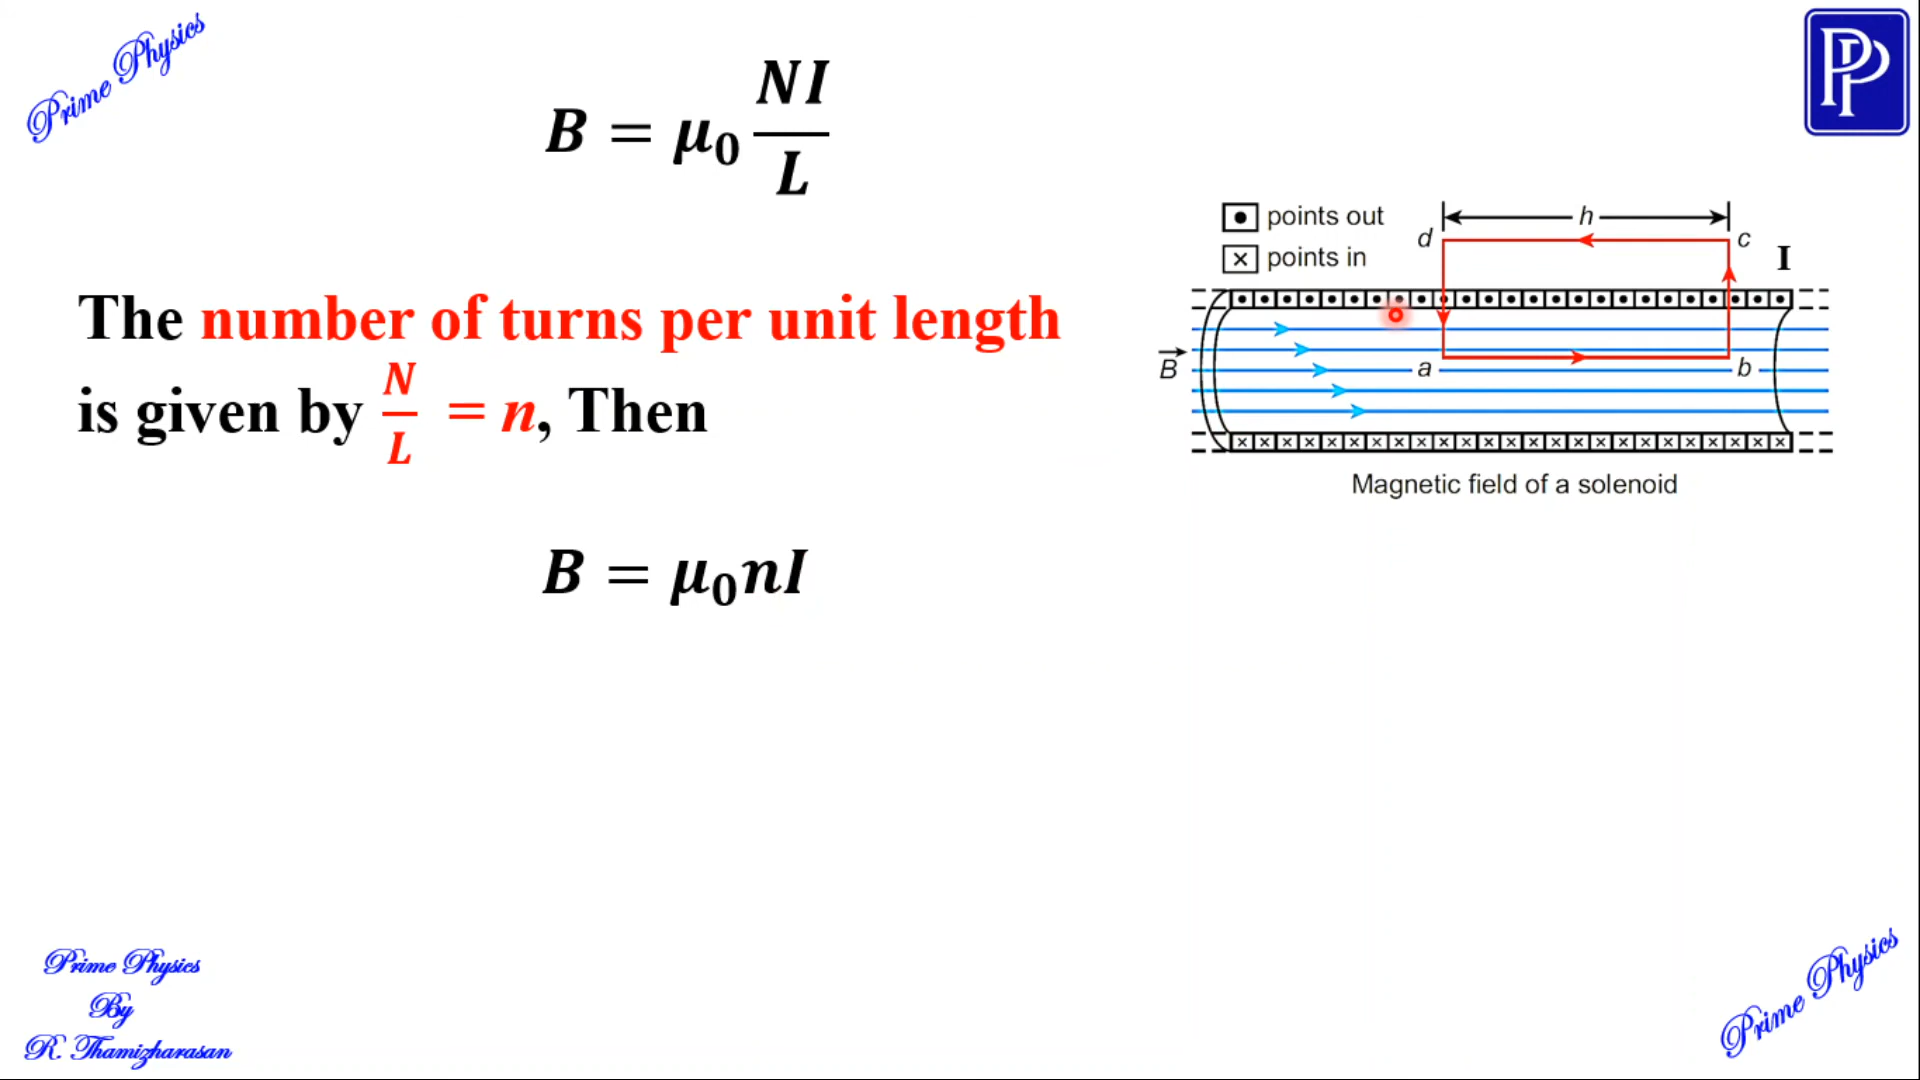 Prime Physics
PP
B = μ₀ NI/L
points out
points in
h
d
c
I
The number of turns per unit length
is given by N/L = n, Then
B
a
b
Magnetic field of a solenoid
B = μ₀nI
Prime Physics
By
R. Thamizharasan
Prime Physics